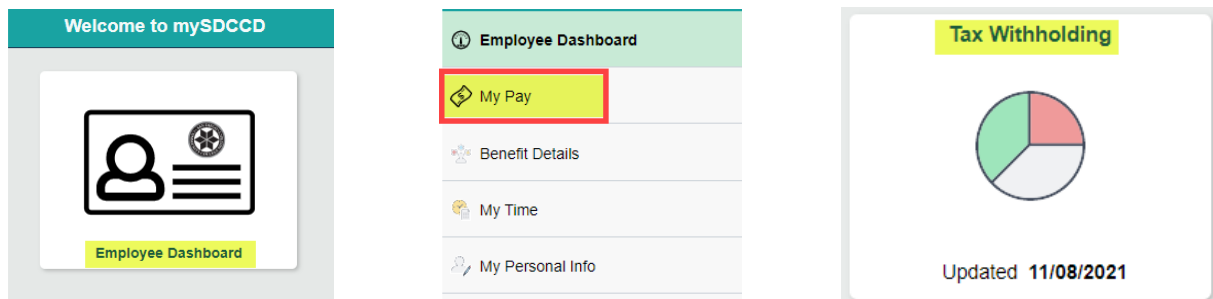 Welcome to mySDCCD
Employee Dashboard
Employee Dashboard
My Pay
Benefit Details
My Time
My Personal Info
Tax Withholding
Updated 11/08/2021